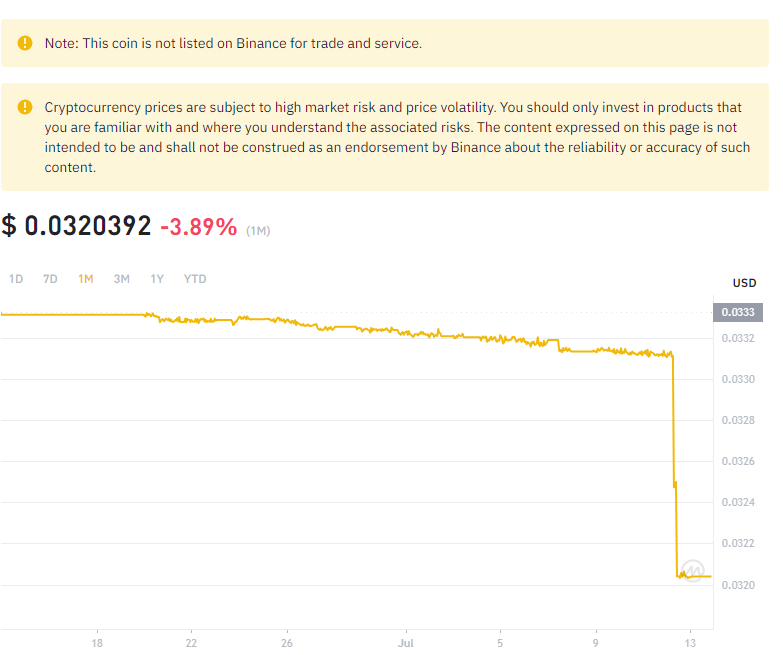 Note: This coin is not listed on Binance for trade and service.
Cryptocurrency prices are subject to high market risk and price volatility. You should only invest in products that
you are familiar with and where you understand the associated risks. The content expressed on this page is not
intended to be and shall not be construed as an endorsement by Binance about the reliability or accuracy of such
content.
$ 0.0320392 -3.89% (1M)
1D 7D 1M 3M 1Y YTD
USD
0.0333
0.0332
0.0330
0.0328
0.0326
0.0324
0.0322
0.0320
18 22 26 Jul 5 9 13